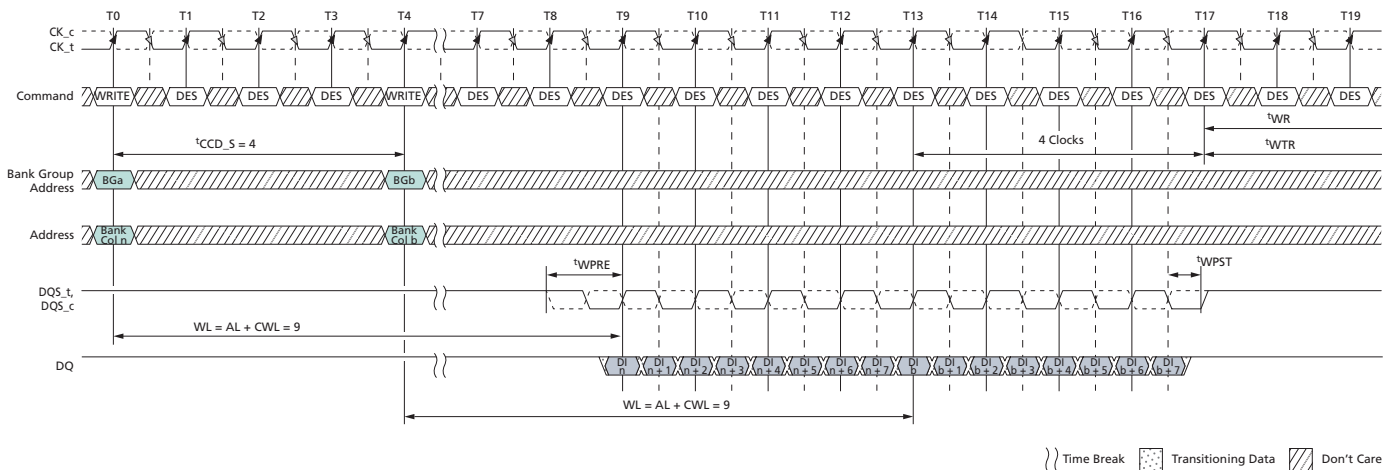 T0 T1 T2 T3 T4 T7 T8 T9 T10 T11 T12 T13 T14 T15 T16 T17 T18 T19
CK_c
CK_t
Command WRITE DES DES DES WRITE DES DES DES DES DES DES DES DES DES DES DES DES DES
tWR
tCCD_S = 4 4 Clocks tWTR
Bank Group
Address BGa BGb
Address Bank
Col n Bank
Col b
tWPRE tWPST
DQS_t,
DQS_c
WL = AL + CWL = 9
DQ DI
n DI
n + 1 DI
n + 2 DI
n + 3 DI
n + 4 DI
n + 5 DI
n + 6 DI
n + 7 DI
b DI
b + 1 DI
b + 2 DI
b + 3 DI
b + 4 DI
b + 5 DI
b + 6 DI
b + 7
WL = AL + CWL = 9
Time Break Transitioning Data Don't Care